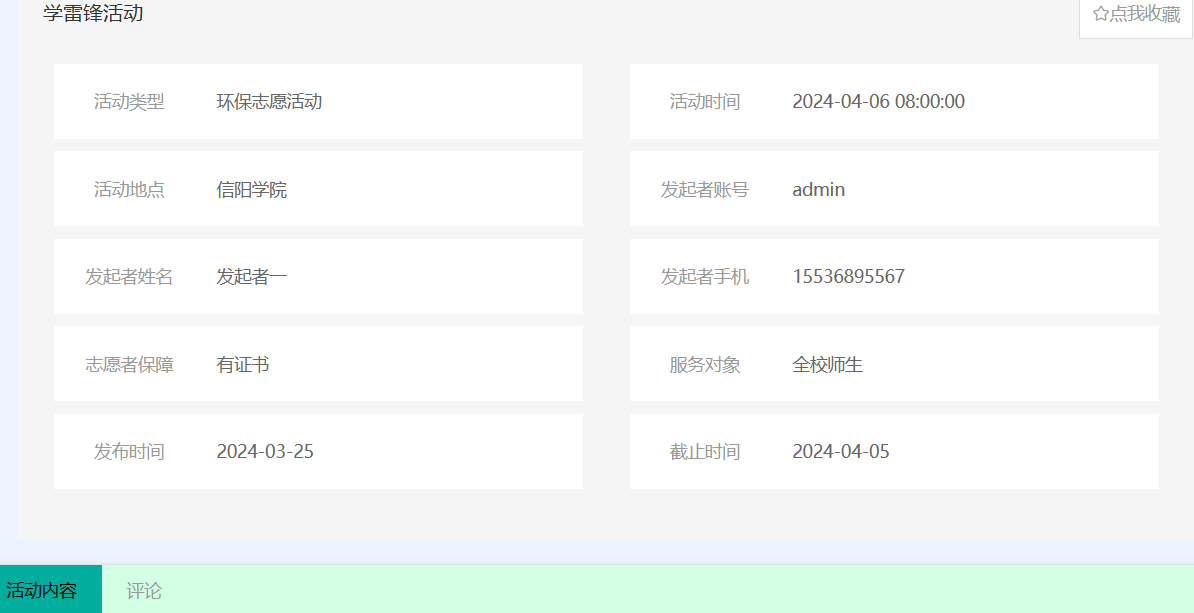 学雷锋活动
☆点我收藏
活动类型 环保志愿活动 活动时间 2024-04-06 08:00:00
活动地点 信阳学院 发起者账号 admin
发起者姓名 发起者一 发起者手机 15536895567
志愿者保障 有证书 服务对象 全校师生
发布时间 2024-03-25 截止时间 2024-04-05
活动内容 评论